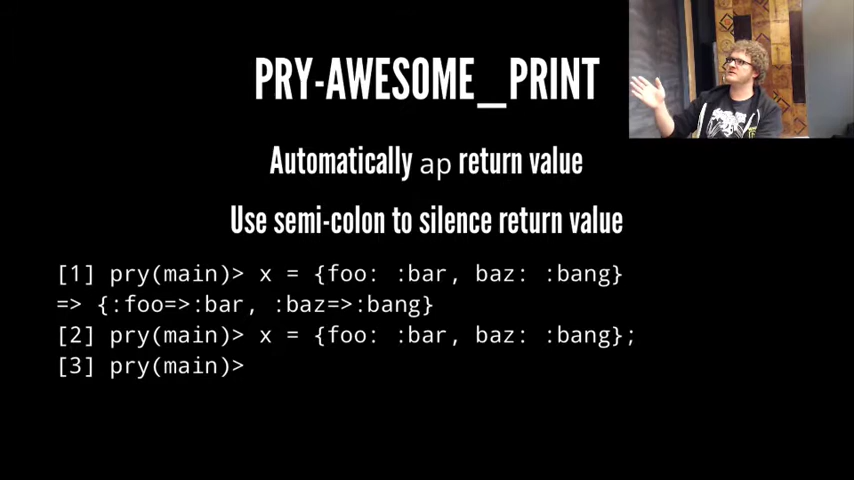 PRY-AWESOME_PRINT
Automatically ap return value
Use semi-colon to silence return value
[1] pry(main)> x = {foo: :bar, baz: :bang}
=> {:foo=>:bar, :baz=>:bang}
[2] pry(main)> x = {foo: :bar, baz: :bang};
[3] pry(main)>